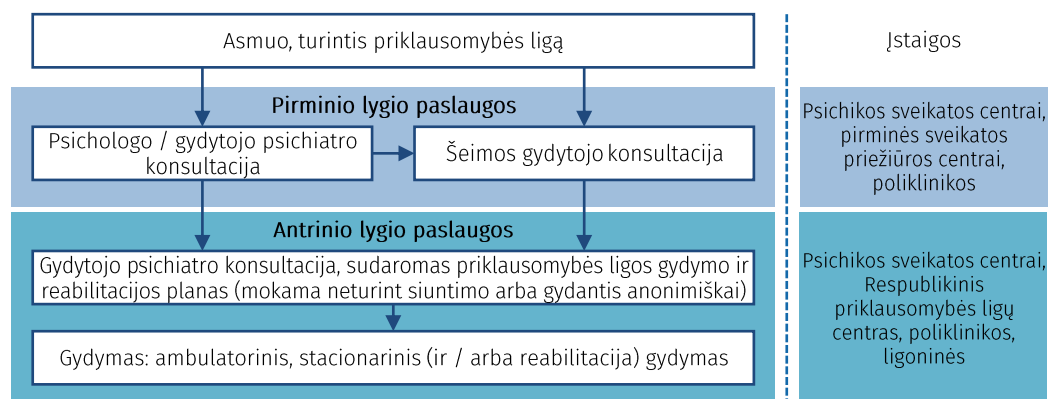 Asmuo, turintis priklausomybės ligą
Įstaigos
Pirminio lygio paslaugos
Psichologo / gydytojo psichiatro
konsultacija
Šeimos gydytojo konsultacija
Psichikos sveikatos centrai,
pirminės sveikatos
priežiūros centrai,
poliklinikos
Antrinio lygio paslaugos
Gydytojo psichiatro konsultacija, sudaromas priklausomybės ligos gydymo ir
reabilitacijos planas (mokama neturint siuntimo arba gydantis anonimiškai)
Gydymas: ambulatorinis, stacionarinis (ir / arba reabilitacija) gydymas
Psichikos sveikatos centrai,
Respublikinis
priklausomybės ligų
centras, poliklinikos,
ligoninės